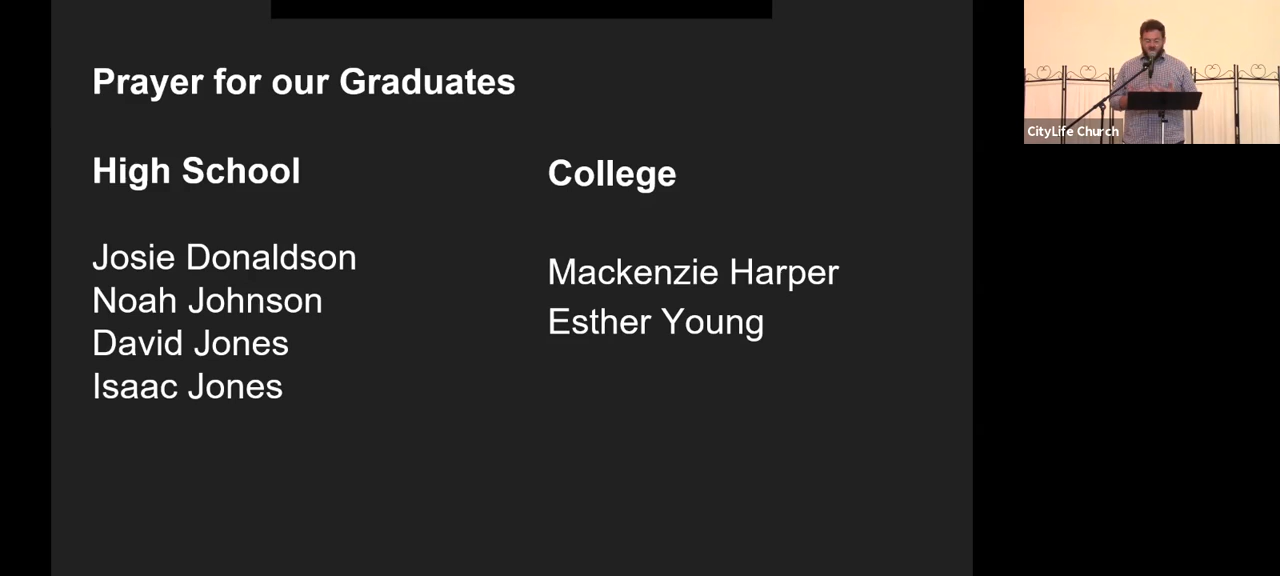 Prayer for our Graduates
High School
Josie Donaldson
Noah Johnson
David Jones
Isaac Jones
College
Mackenzie Harper
Esther Young
CityLife Church